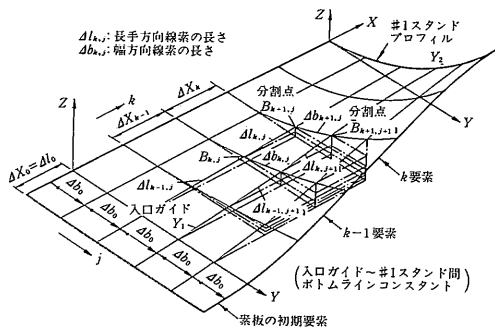 Δl_{k,j}:長手方向線素の長さ
Δb_{k,j}:幅方向線素の長さ
Z
X
#1スタンド
プロフィル
Y_2
Y
Z
k
ΔX_k
ΔX_{k-1}
分割点
B_{k+1,j}
Δb_{k+1,j}
分割点
B_{k+1,j+1}
Δl_{k,j}
B_{k,j}
Δb_{k,j}
Δl_{k,j+1}
k要素
ΔX_0=Δl_0
Δl_{k-1,j}
Δl_{k-1,j+1}
入口ガイド
Y_1
k-1要素
Δb_0
Δb_0
Δb_0
Δb_0
Δb_0
j
Y
(入口ガイド~#1スタンド間
ボトムラインコンスタント)
素板の初期要素